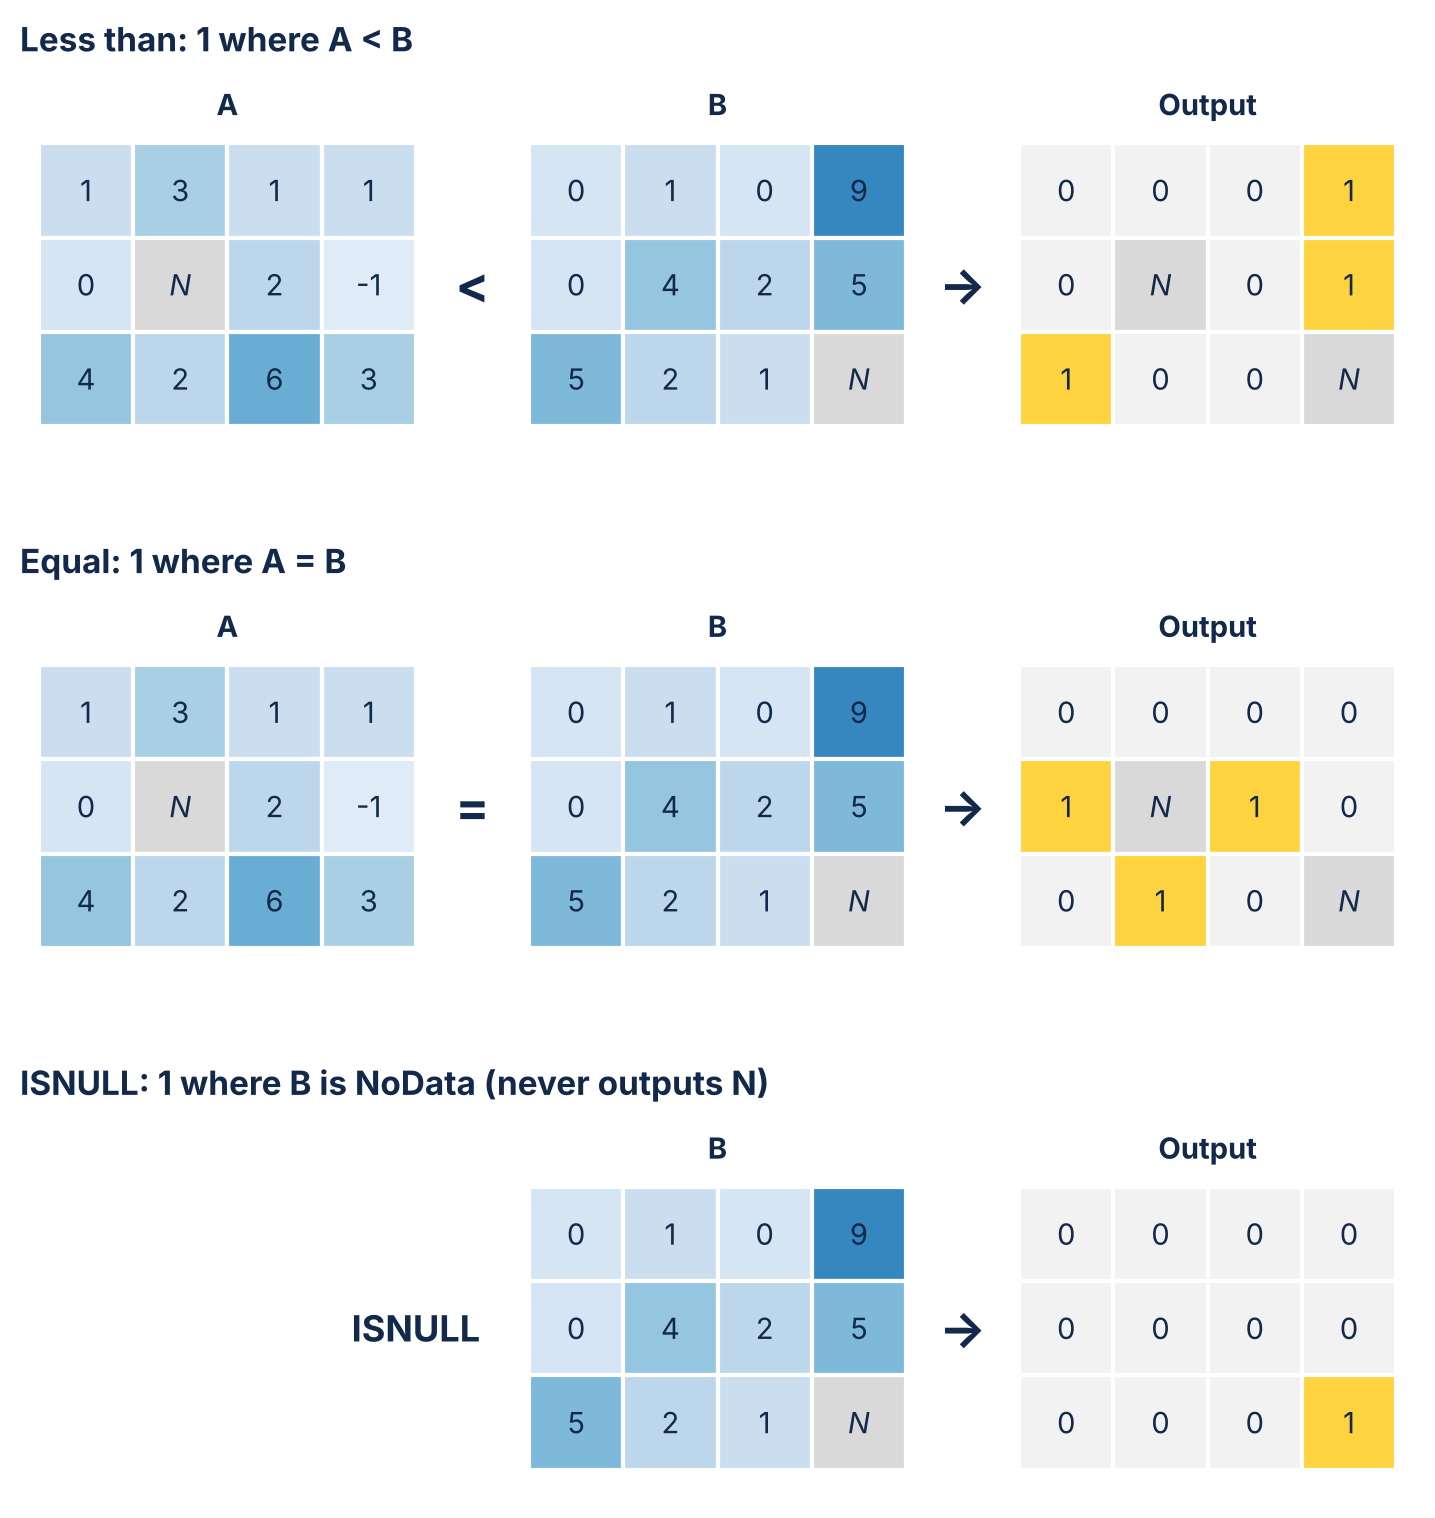 Less than: 1 where A < B
A B Output
1 3 1 1 0 1 0 9 0 0 0 1
0 N 2 -1 < 0 4 2 5 → 0 N 0 1
4 2 6 3 5 2 1 N 1 0 0 N
Equal: 1 where A = B
A B Output
1 3 1 1 0 1 0 9 0 0 0 0
0 N 2 -1 = 0 4 2 5 → 1 N 1 0
4 2 6 3 5 2 1 N 0 1 0 N
ISNULL: 1 where B is NoData (never outputs N)
B Output
0 1 0 9 0 0 0 0
ISNULL 0 4 2 5 → 0 0 0 0
5 2 1 N 0 0 0 1